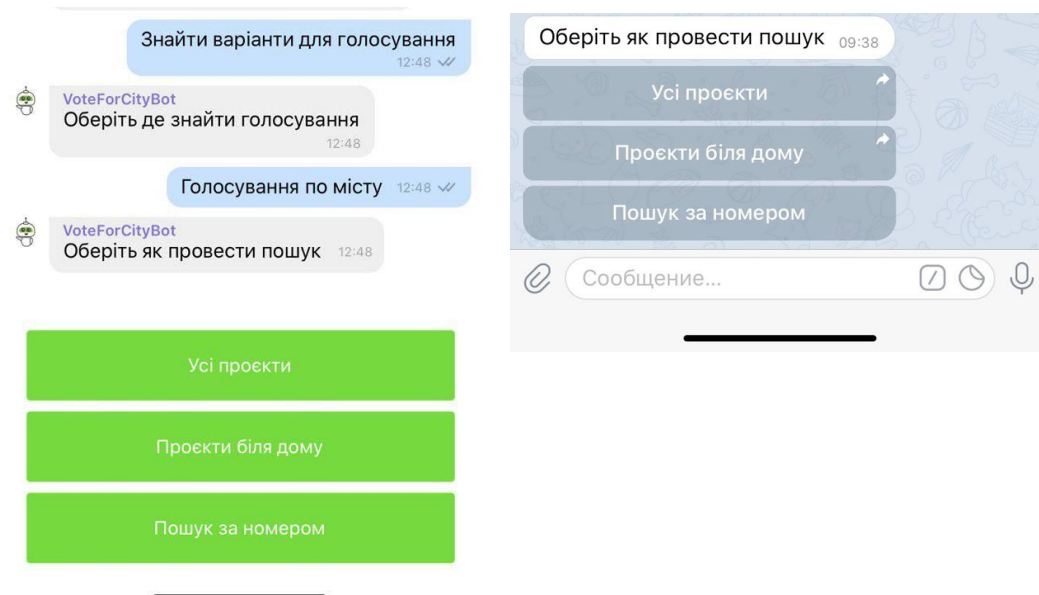 Знайти варіанти для голосування
12:48
VoteForCityBot
Оберіть де знайти голосування
12:48
Голосування по місту 12:48
VoteForCityBot
Оберіть як провести пошук 12:48
Усі проєкти
Проєкти біля дому
Пошук за номером
Оберіть як провести пошук 09:38
Усі проєкти
Проєкти біля дому
Пошук за номером
Сообщение...